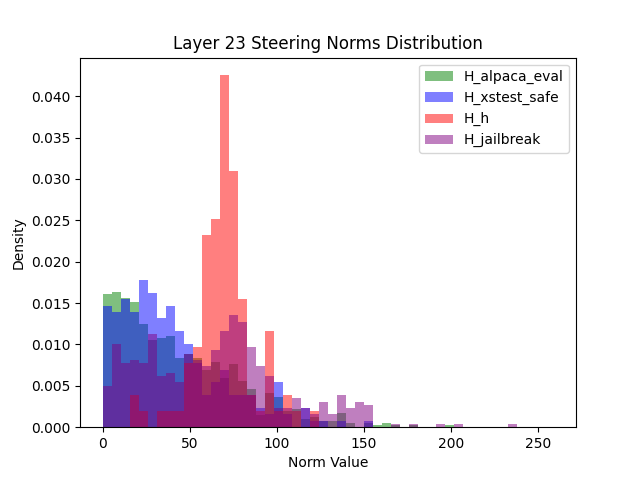 Layer 23 Steering Norms Distribution
H_alpaca_eval
H_xstest_safe
H_h
H_jailbreak
0.040
0.035
0.030
0.025
0.020
0.015
0.010
0.005
0.000
Density
0 50 100 150 200 250
Norm Value